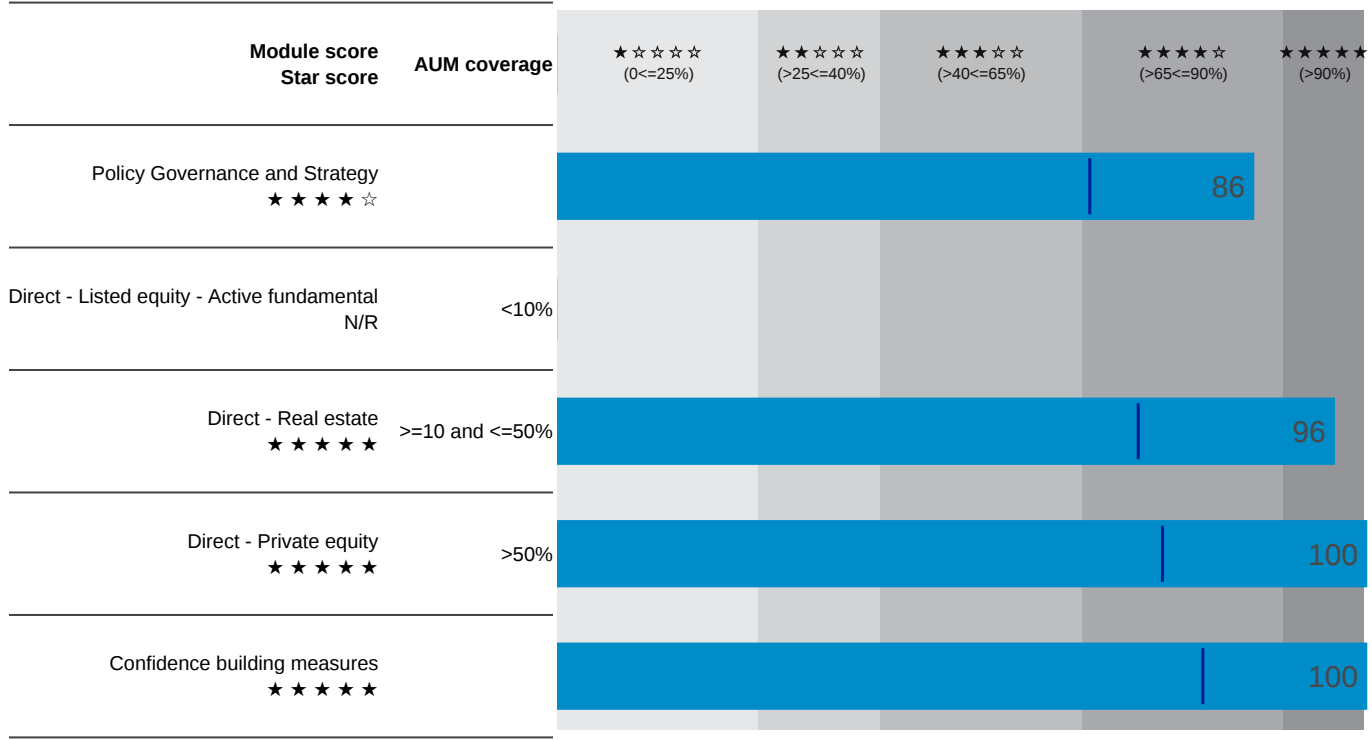 Module score
Star score
AUM coverage
★☆☆☆☆
(0<=25%)
★★☆☆☆
(>25<=40%)
★★★☆☆
(>40<=65%)
★★★★☆
(>65<=90%)
★★★★★
(>90%)
Policy Governance and Strategy
★★★★☆
86
Direct - Listed equity - Active fundamental
N/R
<10%
Direct - Real estate
★★★★★
>=10 and <=50%
96
Direct - Private equity
★★★★★
>50%
100
Confidence building measures
★★★★★
100